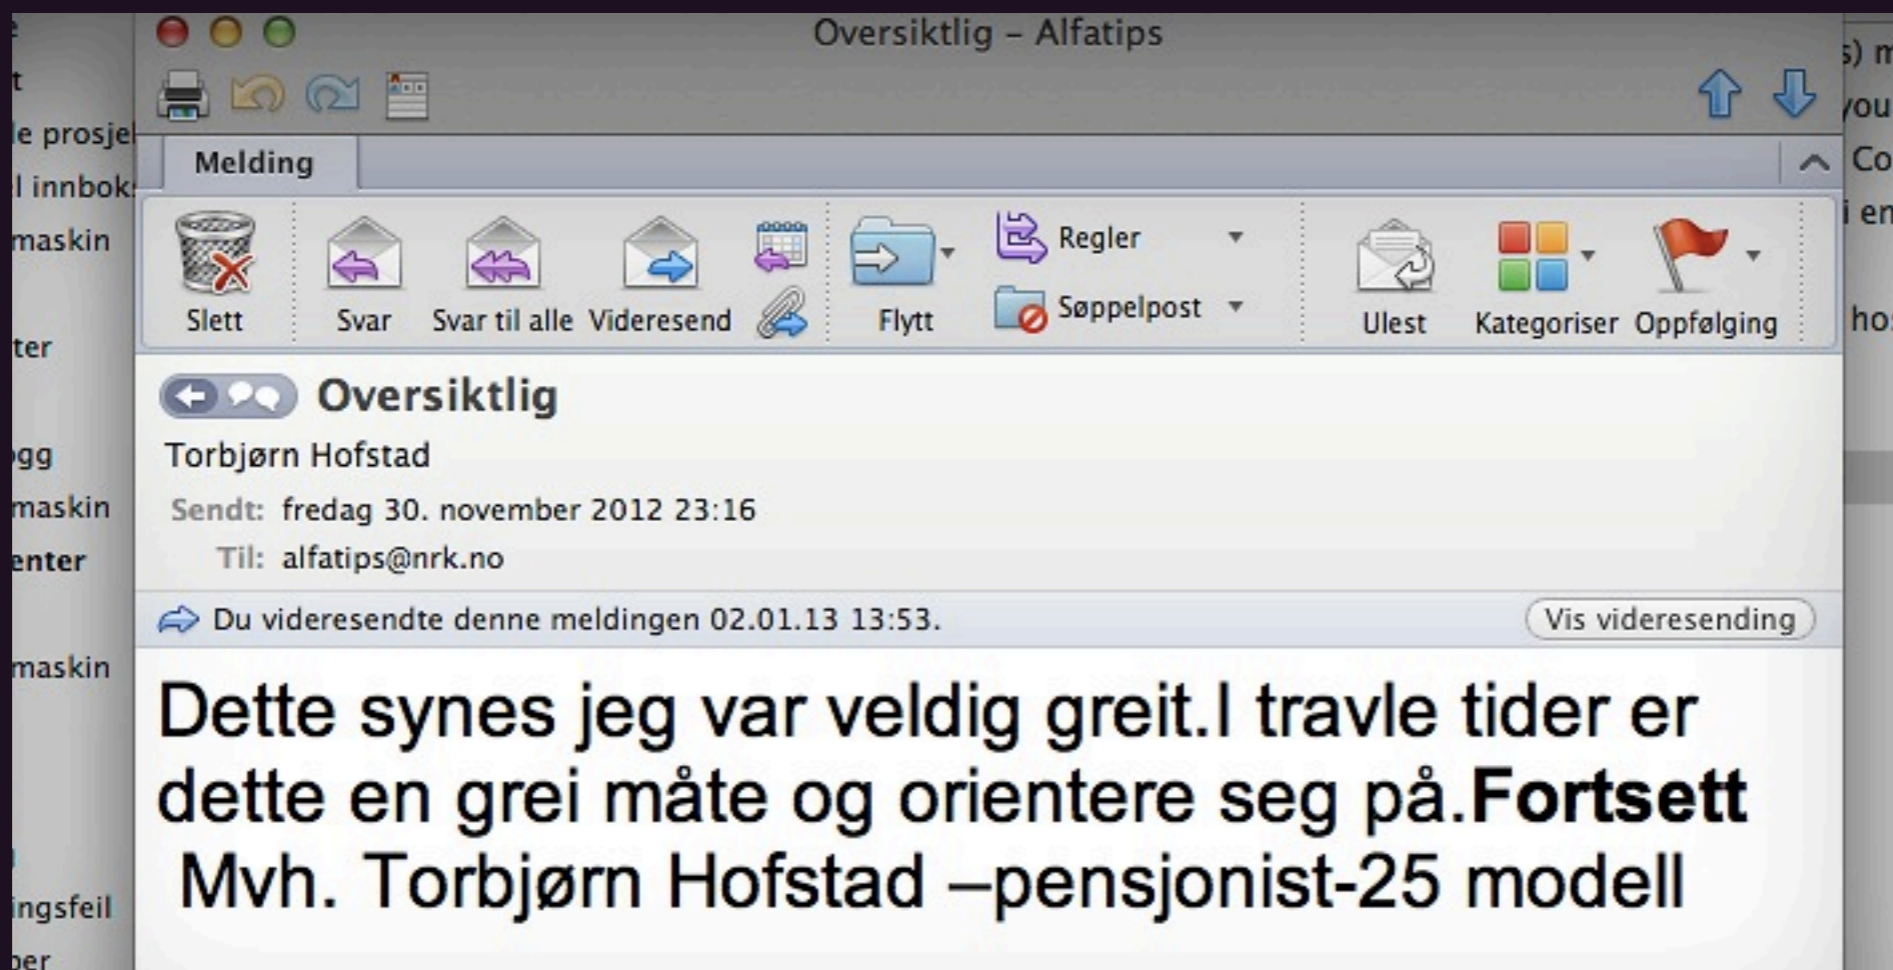 Oversiktlig – Alfatips
Melding
Slett
Svar
Svar til alle
Videresend
Flytt
Regler
Søppelpost
Ulest
Kategoriser
Oppfølging
Oversiktlig
Torbjørn Hofstad
Sendt: fredag 30. november 2012 23:16
Til: alfatips@nrk.no
Du videresendte denne meldingen 02.01.13 13:53.
Vis videresending
Dette synes jeg var veldig greit.I travle tider er
dette en grei måte og orientere seg på.Fortsett
Mvh. Torbjørn Hofstad –pensjonist-25 modell
maskin
maskin
maskin